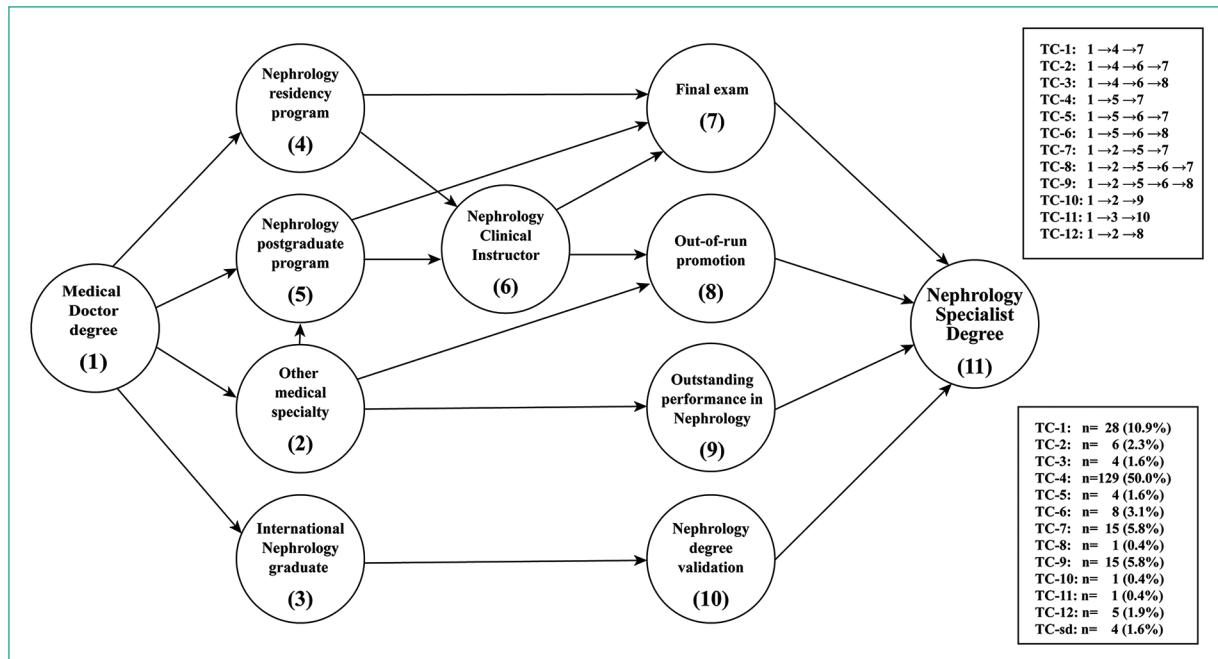 Medical
Doctor
degree
(1)
Nephrology
residency
program
(4)
Nephrology
postgraduate
program
(5)
Other
medical
specialty
(2)
International
Nephrology
graduate
(3)
Nephrology
Clinical
Instructor
(6)
Final exam
(7)
Out-of-run
promotion
(8)
Outstanding
performance in
Nephrology
(9)
Nephrology
degree
validation
(10)
Nephrology
Specialist
Degree
(11)
TC-1: 1 →4 →7
TC-2: 1 →4 →6 →7
TC-3: 1 →4 →6 →8
TC-4: 1 →5 →7
TC-5: 1 →5 →6 →7
TC-6: 1 →5 →6 →8
TC-7: 1 →2 →5 →7
TC-8: 1 →2 →5 →6 →7
TC-9: 1 →2 →5 →6 →8
TC-10: 1 →2 →9
TC-11: 1 →3 →10
TC-12: 1 →2 →8
TC-1: n= 28 (10.9%)
TC-2: n= 6 (2.3%)
TC-3: n= 4 (1.6%)
TC-4: n=129 (50.0%)
TC-5: n= 4 (1.6%)
TC-6: n= 8 (3.1%)
TC-7: n= 15 (5.8%)
TC-8: n= 1 (0.4%)
TC-9: n= 15 (5.8%)
TC-10: n= 1 (0.4%)
TC-11: n= 1 (0.4%)
TC-12: n= 5 (1.9%)
TC-sd: n= 4 (1.6%)